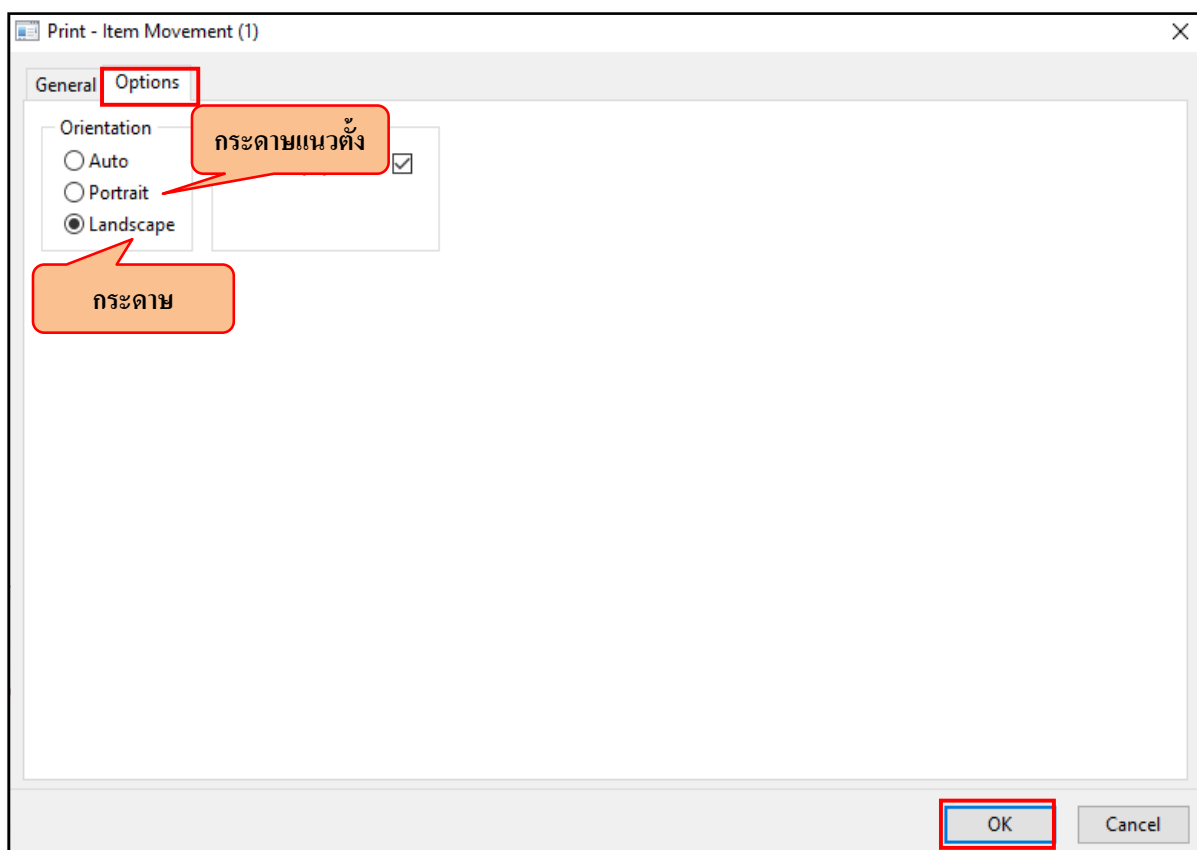 Print - Item Movement (1)
General
Options
Orientation
กระดาษแนวตั้ง
Auto
Portrait
Landscape
กระดาษ
OK
Cancel